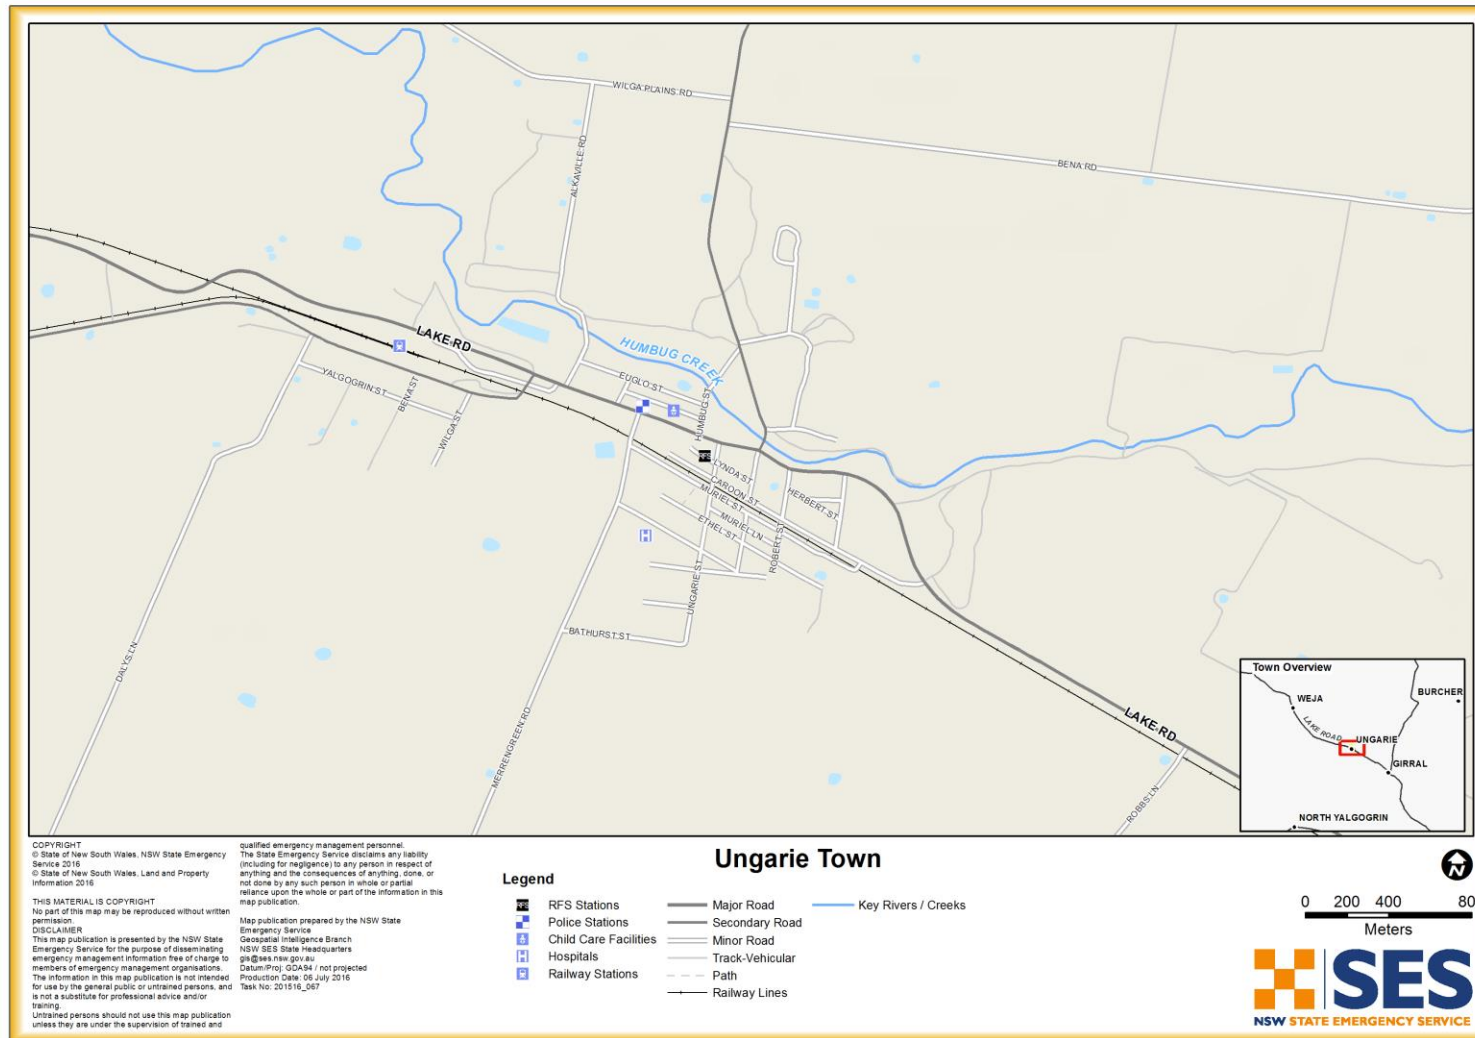 WILGA PLAINS RD
BENA RD
ALKAVILLE RD
LAKE RD
HUMBUG CREEK
EUGLO ST
YALGOGRIN ST
BENA ST
WILGA ST
HUMBUG ST
RFS
LYNDA ST
CAROON ST
MURIEL ST
HERBERT ST
MURIEL LN
ETHEL ST
ROBERT ST
H
UNGARIE ST
BATHURST ST
DALYS LN
MERRENGREEN RD
LAKE RD
ROBBS LN
Town Overview
WEJA
BURCHER
LAKE ROAD
UNGARIE
GIRRAL
NORTH YALGOGRIN
COPYRIGHT
© State of New South Wales, NSW State Emergency
Service 2016
© State of New South Wales, Land and Property
Information 2016
THIS MATERIAL IS COPYRIGHT
No part of this map may be reproduced without written
permission.
DISCLAIMER
This map publication is presented by the NSW State
Emergency Service for the purpose of disseminating
emergency management information free of charge to
members of emergency management organisations.
The information in this map publication is not intended
for use by the general public or untrained persons, and
is not a substitute for professional advice and/or
training.
Untrained persons should not use this map publication
unless they are under the supervision of trained and
qualified emergency management personnel.
The State Emergency Service disclaims any liability
(including for negligence) to any person in respect of
anything and the consequences of anything, done, or
not done by any such person in whole or partial
reliance upon the whole or part of the information in this
map publication.
Map publication prepared by the NSW State
Emergency Service
Geospatial Intelligence Branch
NSW SES State Headquarters
gis@ses.nsw.gov.au
Datum/Proj: GDA94 / not projected
Production Date: 06 July 2016
Task No: 201516_067
Ungarie Town
Legend
RFS RFS Stations
Police Stations
Child Care Facilities
H Hospitals
Railway Stations
Major Road
Secondary Road
Minor Road
Track-Vehicular
Path
Railway Lines
Key Rivers / Creeks
N
0 200 400 80
Meters
SES
NSW STATE EMERGENCY SERVICE